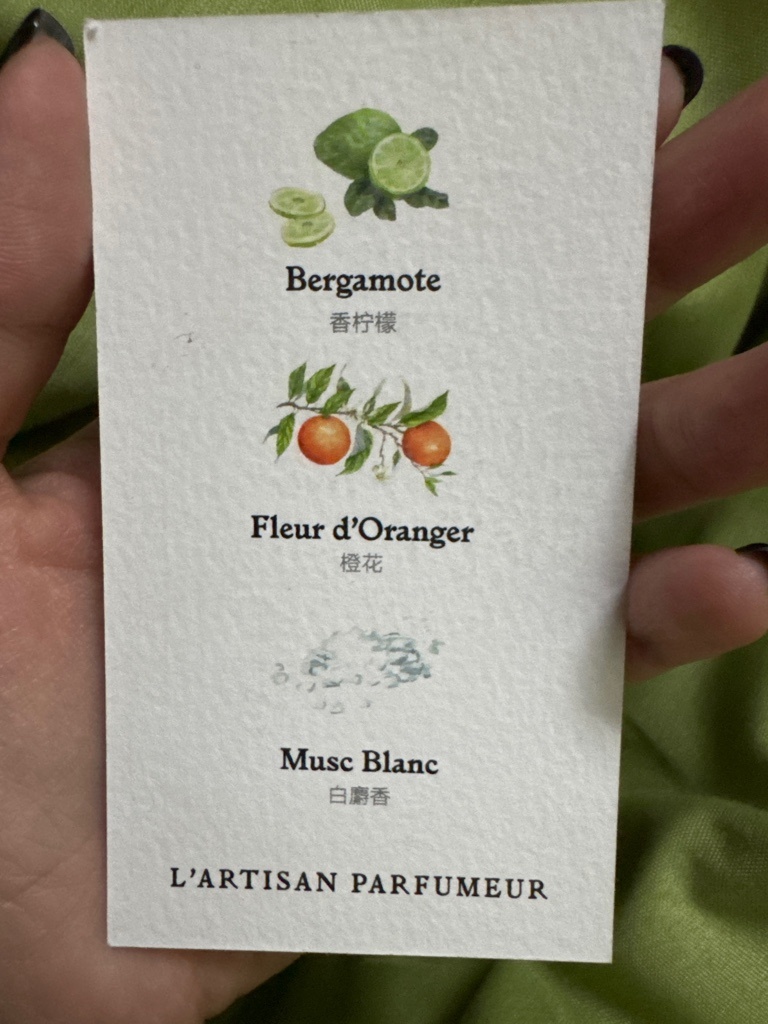 Bergamote
香柠檬
Fleur d'Oranger
橙花
Musc Blanc
白麝香
L'ARTISAN PARFUMEUR